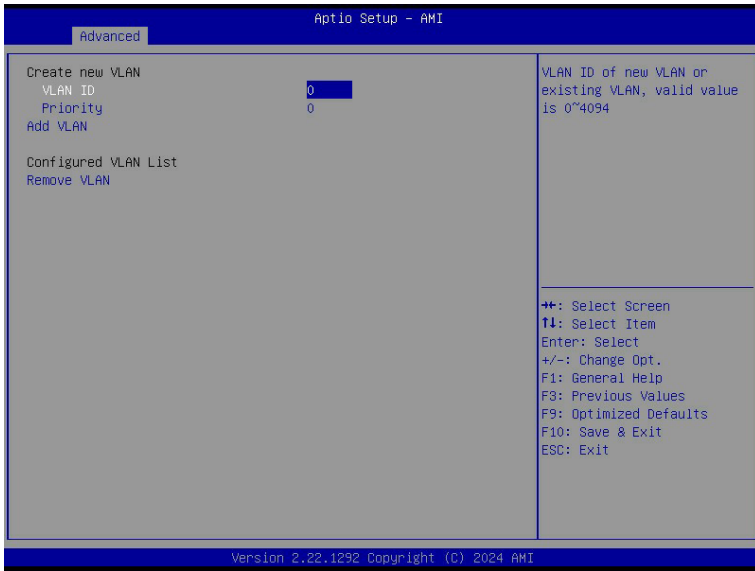 Aptio Setup – AMI
Advanced
Create new VLAN
VLAN ID 0
Priority 0
Add VLAN
Configured VLAN List
Remove VLAN
VLAN ID of new VLAN or
existing VLAN, valid value
is 0~4094
→←: Select Screen
↑↓: Select Item
Enter: Select
+/-: Change Opt.
F1: General Help
F3: Previous Values
F9: Optimized Defaults
F10: Save & Exit
ESC: Exit
Version 2.22.1292 Copyright (C) 2024 AMI